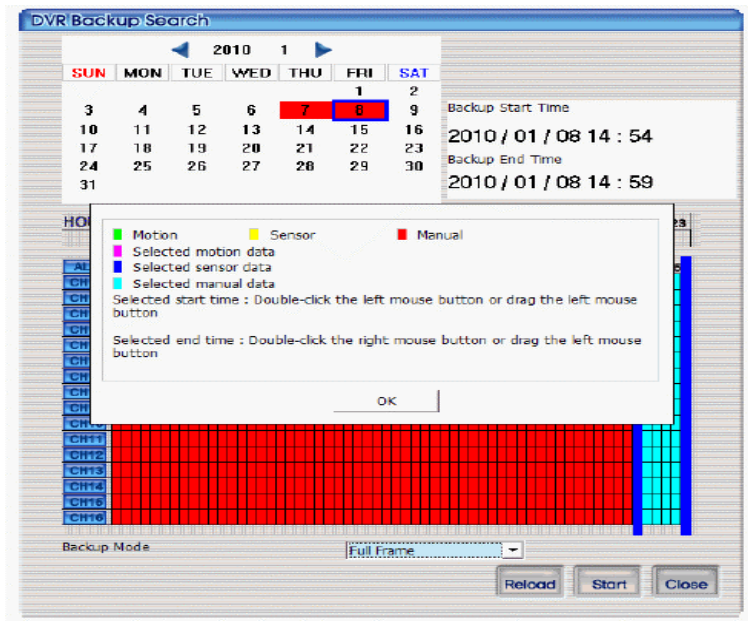 DVR Backup Search
2010 1
SUN MON TUE WED THU FRI SAT
1 2
3 4 5 6 7 8 9
10 11 12 13 14 15 16
17 18 19 20 21 22 23
24 25 26 27 28 29 30
31
Backup Start Time
2010 / 01 / 08 14 : 54
Backup End Time
2010 / 01 / 08 14 : 59
23
Motion Sensor Manual
Selected motion data
Selected sensor data
Selected manual data
Selected start time : Double-click the left mouse button or drag the left mouse
button
Selected end time : Double-click the right mouse button or drag the left mouse
button
OK
CH11
CH12
CH13
CH14
CH15
CH16
Backup Mode
Full Frame
Reload Start Close